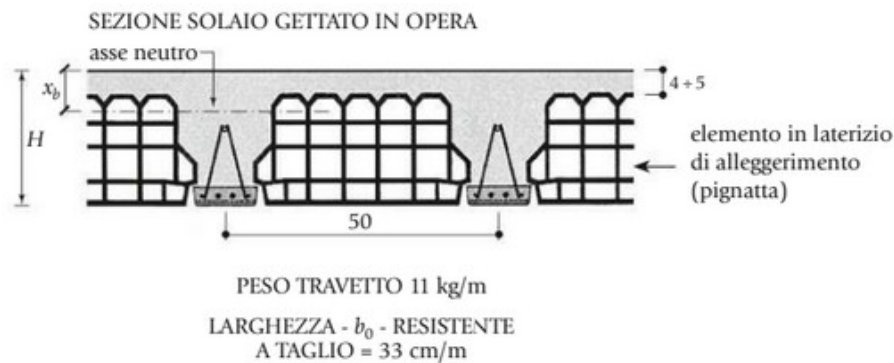 SEZIONE SOLAIO GETTATO IN OPERA
asse neutro
x_b
H
4÷5
elemento in laterizio
di alleggerimento
(pignatta)
50
PESO TRAVETTO 11 kg/m
LARGHEZZA - b₀ - RESISTENTE
A TAGLIO = 33 cm/m